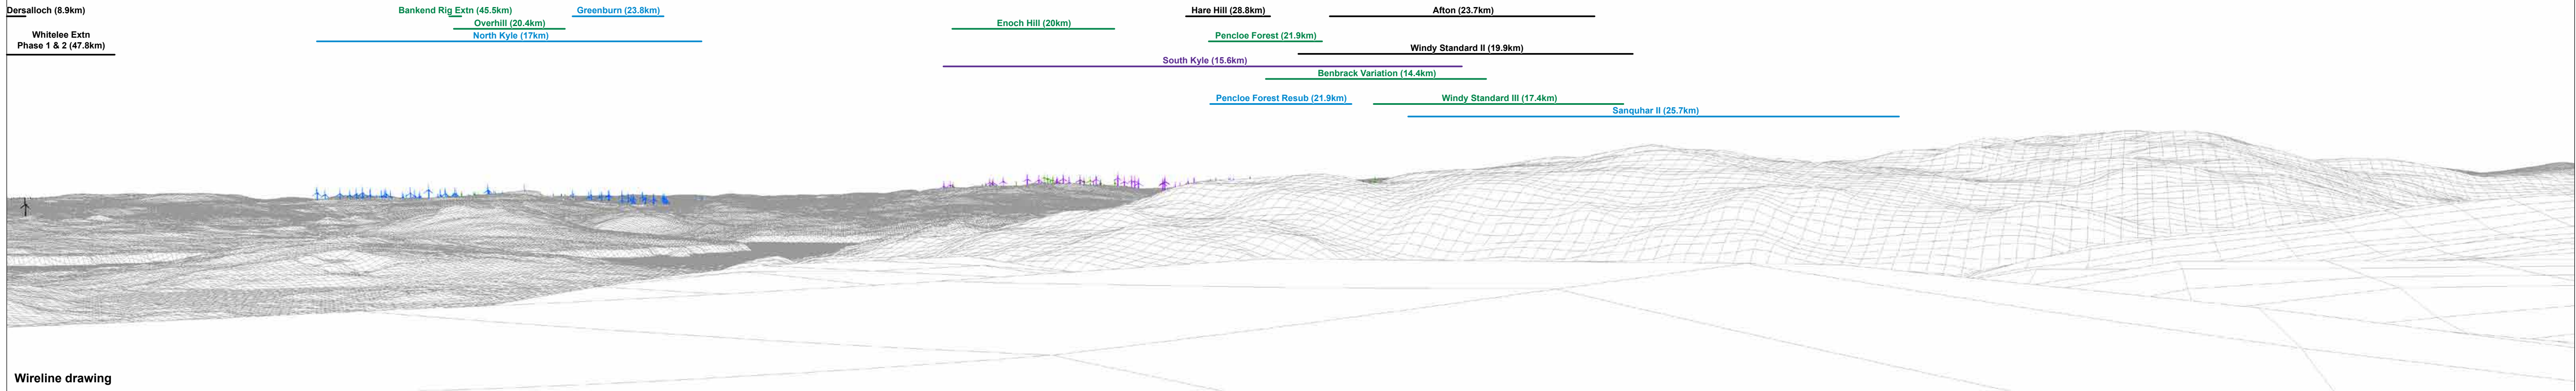 Dersalloch (8.9km)
Bankend Rig Extn (45.5km)
Greenburn (23.8km)
Hare Hill (28.8km)
Afton (23.7km)
Overhill (20.4km)
Enoch Hill (20km)
Whitelee Extn
Phase 1 & 2 (47.8km)
North Kyle (17km)
Pencloe Forest (21.9km)
Windy Standard II (19.9km)
South Kyle (15.6km)
Benbrack Variation (14.4km)
Pencloe Forest Resub (21.9km)
Windy Standard III (17.4km)
Sanquhar II (25.7km)
Wireline drawing